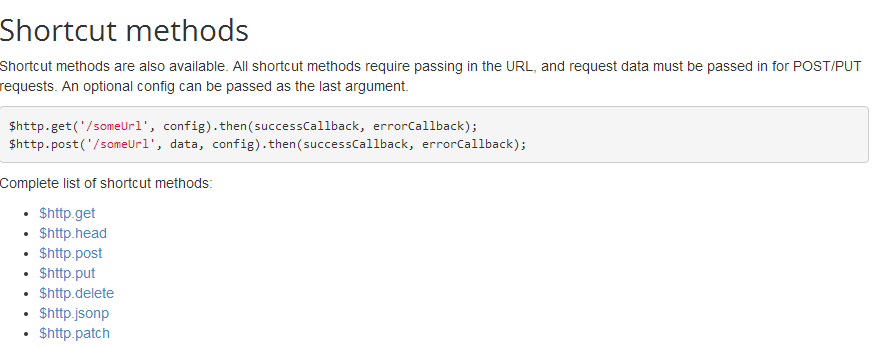 Shortcut methods
Shortcut methods are also available. All shortcut methods require passing in the URL, and request data must be passed in for POST/PUT
requests. An optional config can be passed as the last argument.
$http.get('/someUrl', config).then(successCallback, errorCallback);
$http.post('/someUrl', data, config).then(successCallback, errorCallback);
Complete list of shortcut methods:
• $http.get
• $http.head
• $http.post
• $http.put
• $http.delete
• $http.jsonp
• $http.patch